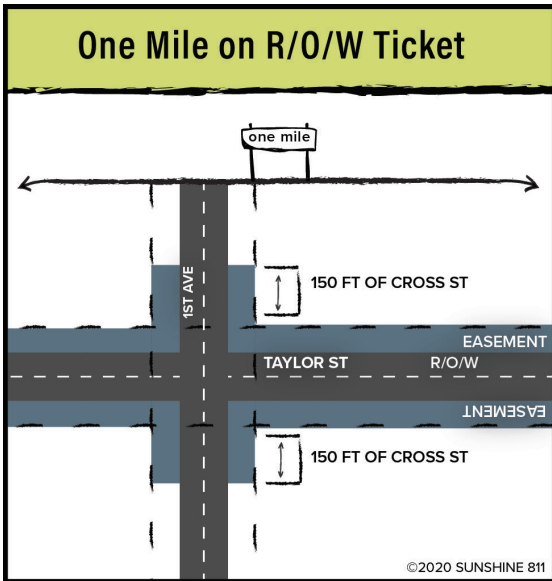 One Mile on R/O/W Ticket
one mile
1ST AVE
150 FT OF CROSS ST
EASEMENT
TAYLOR ST
R/O/W
EASEMENT
150 FT OF CROSS ST
©2020 SUNSHINE 811